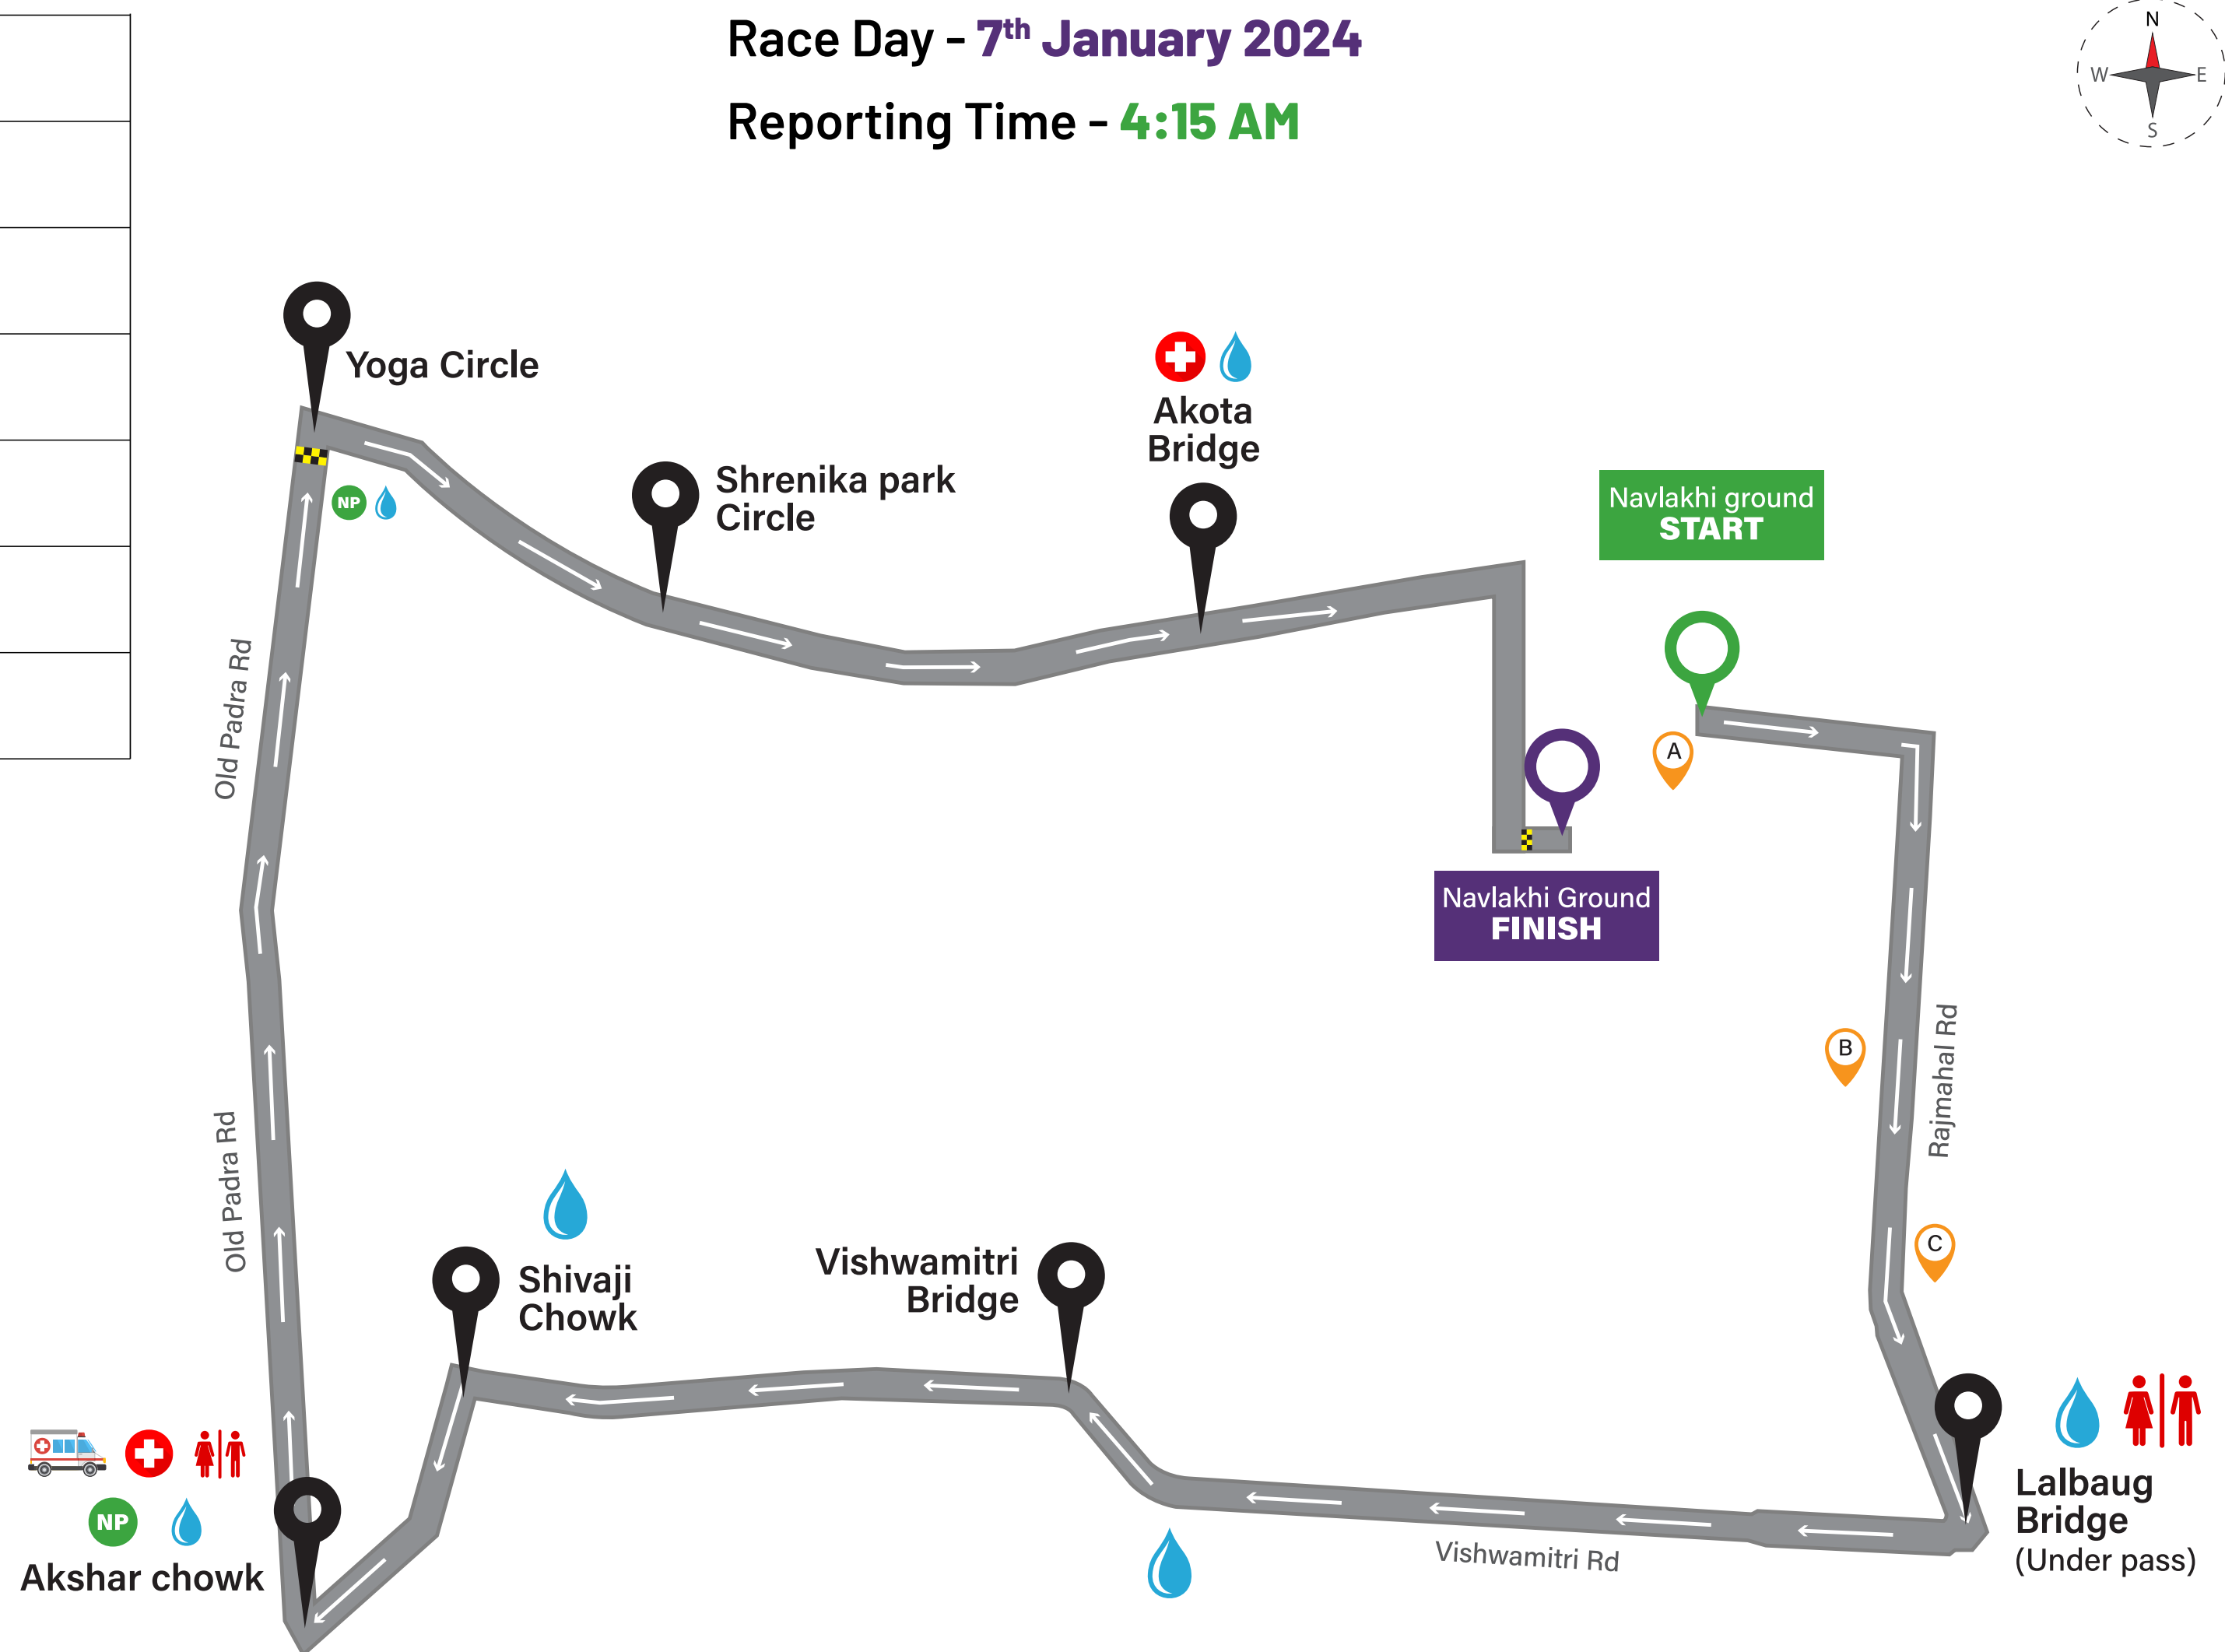 Race Day - 7th January 2024
Reporting Time - 4:15 AM
N
W
E
S
Yoga Circle
NP
Shrenika park
Circle
Akota
Bridge
Navlakhi ground
START
A
Navlakhi Ground
FINISH
Old Padra Rd
B
Rajmahal Rd
C
Old Padra Rd
Shivaji
Chowk
Vishwamitri
Bridge
NP
Akshar chowk
Vishwamitri Rd
Lalbaug
Bridge
(Under pass)